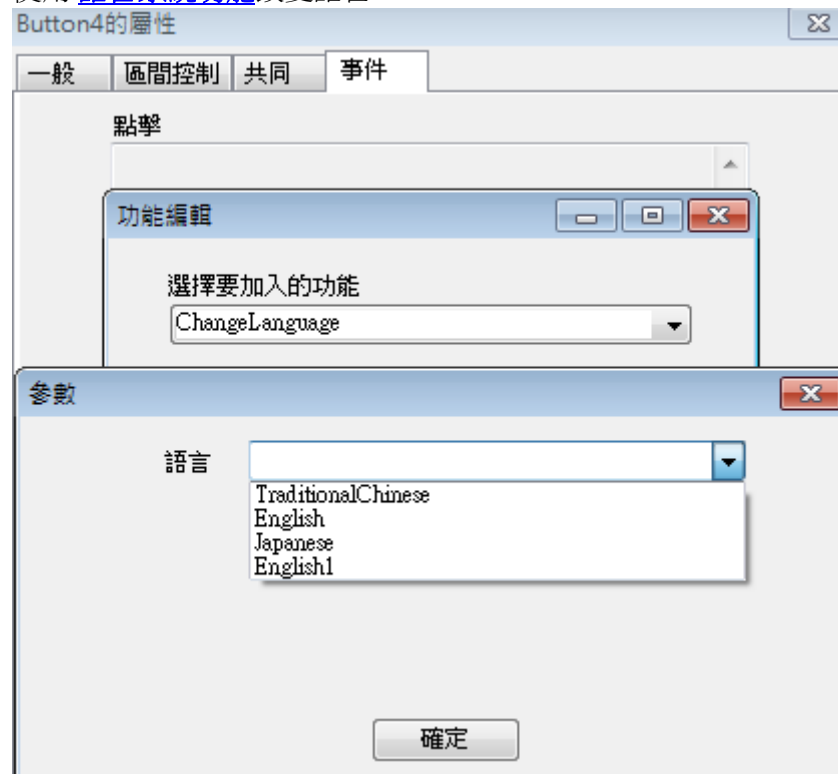 Button4的屬性
一般 區間控制 共同 事件
點擊
功能編輯
選擇要加入的功能
ChangeLanguage
參數
語言
TraditionalChinese
English
Japanese
English1
確定